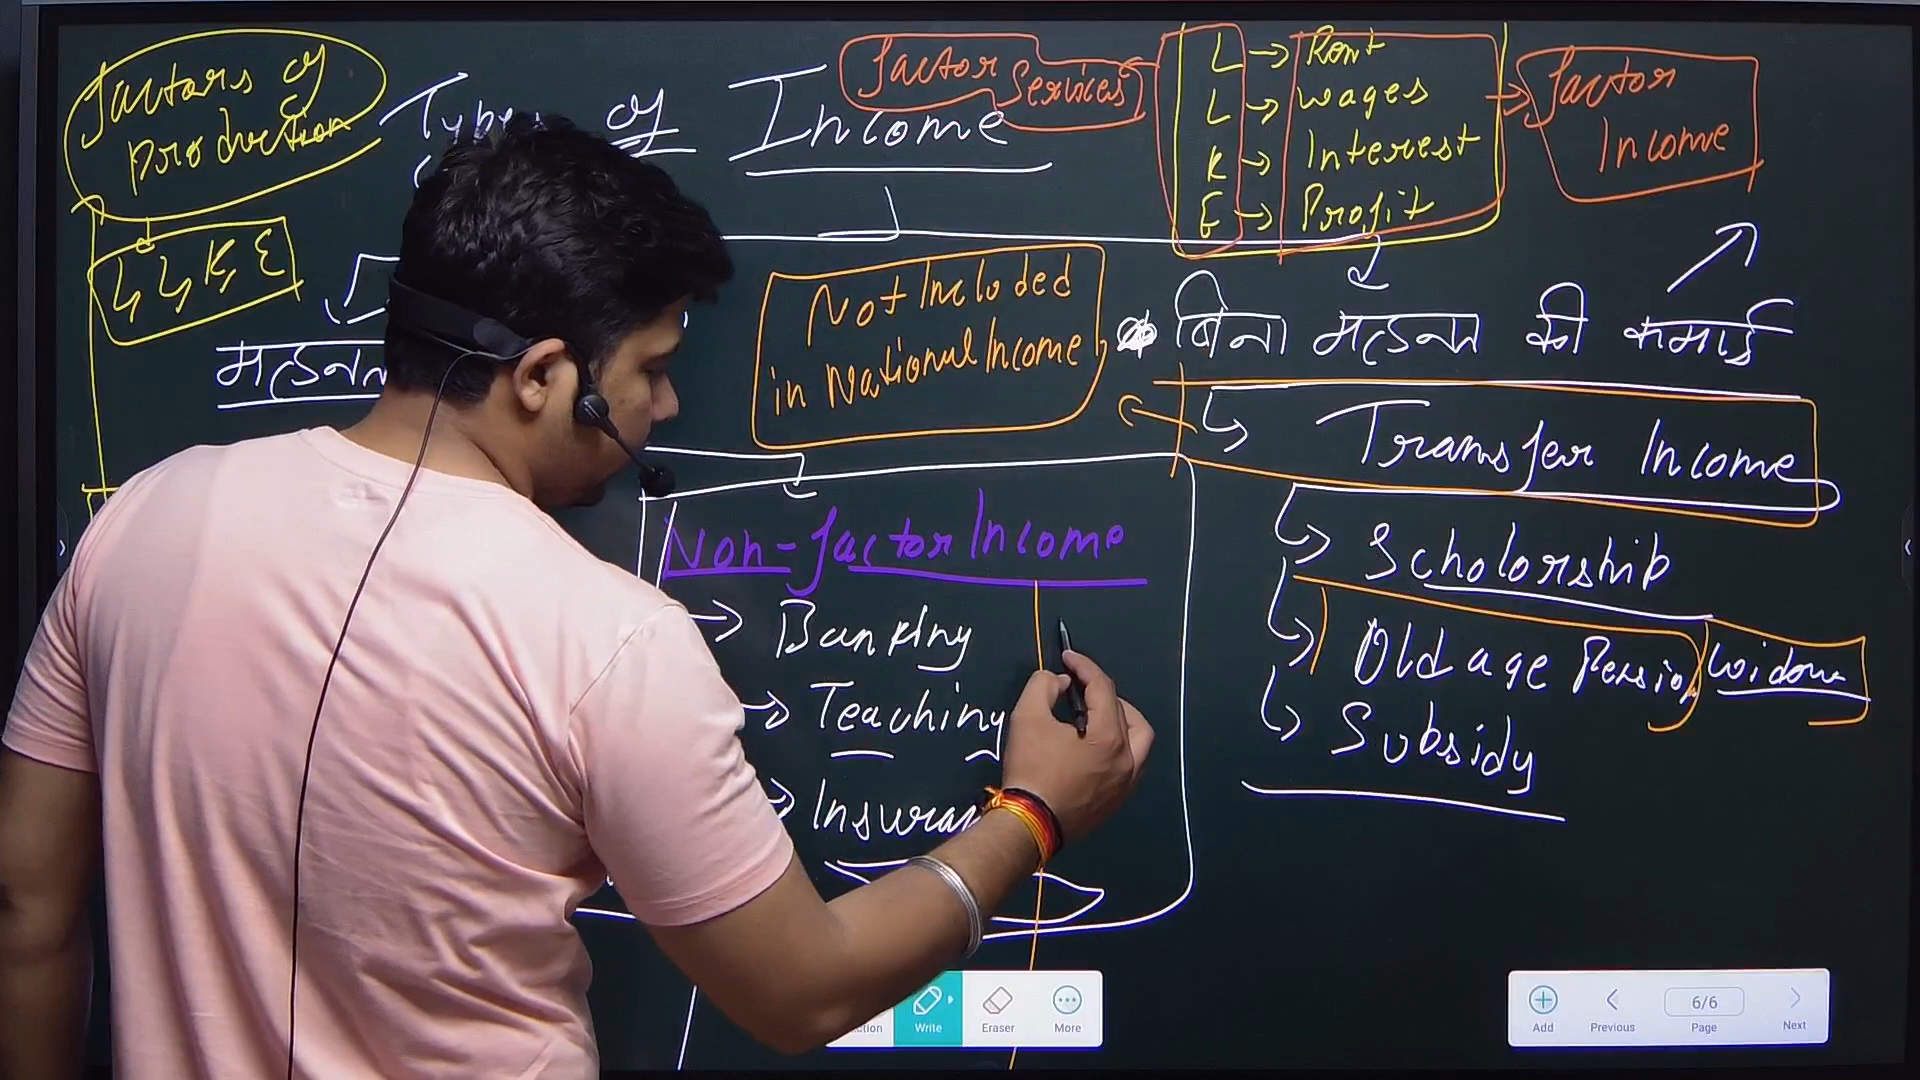 Factors of
production
L, L, K, E
Types of Income
Factor
Services
L → Rent
L → wages
K → Interest
E → Profit
Factor
Income
Not Included
in National Income
बिना मेहनत की कमाई
Transfer Income
Scholorship
Old age Pension
Widow
Subsidy
Non-factor Income
→ Banking
→ Teaching
Write
Eraser
More
Add
Previous
6/6
Page
Next